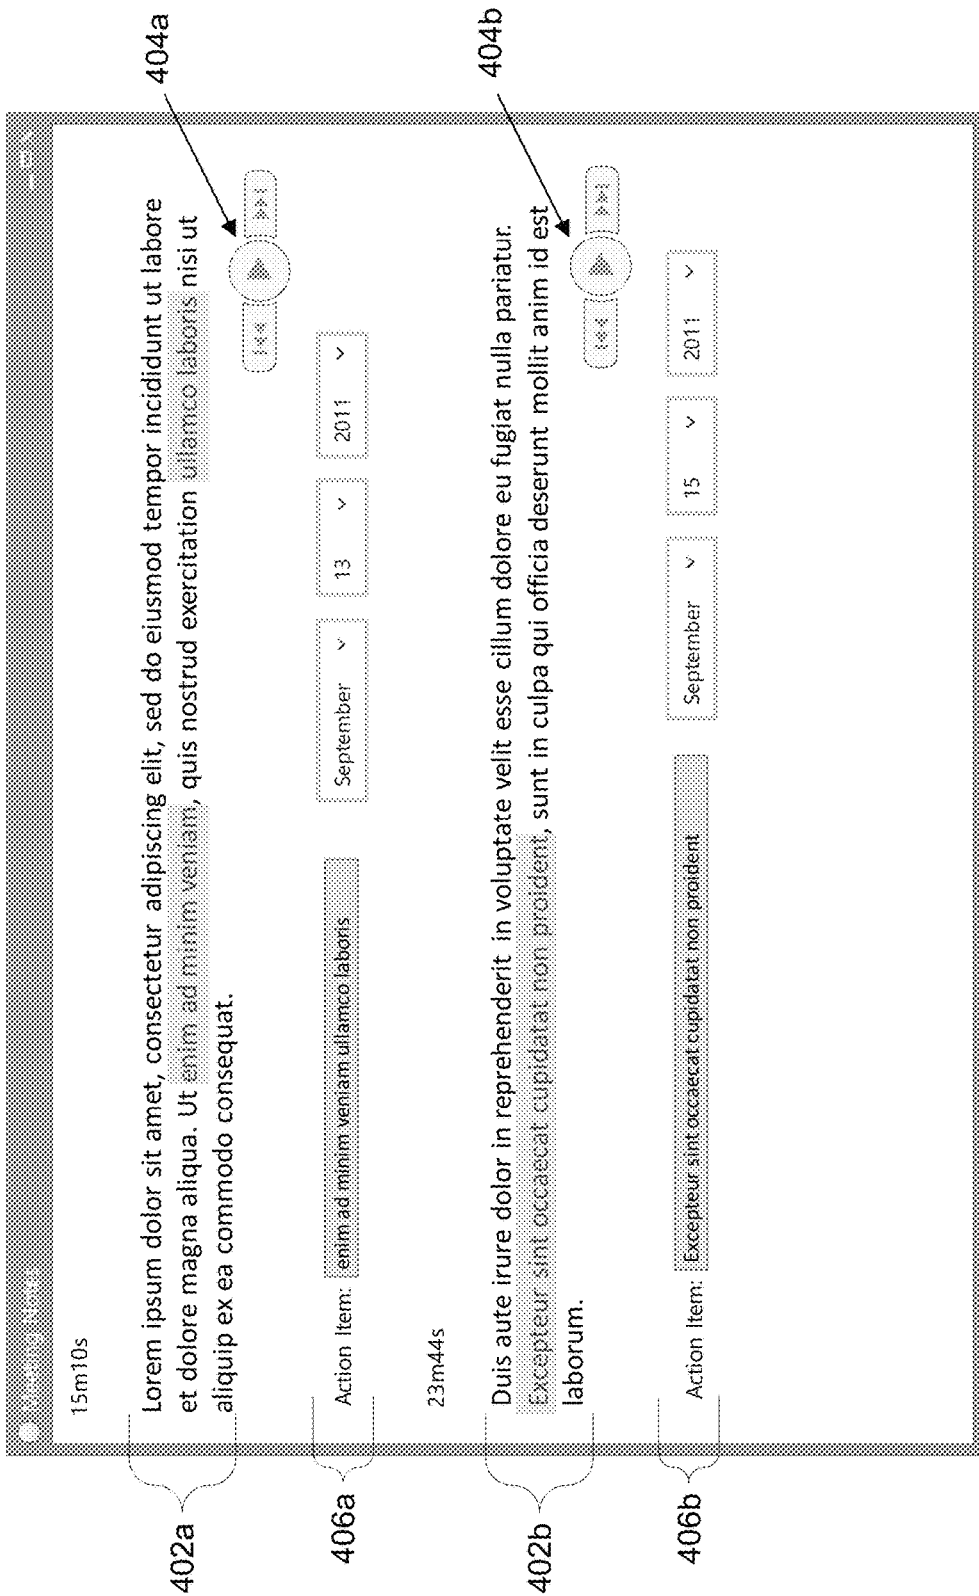 15m10s
Lorem ipsum dolor sit amet, consectetur adipiscing elit, sed do eiusmod tempor incididunt ut labore
et dolore magna aliqua. Ut enim ad minim veniam, quis nostrud exercitation ullamco laboris nisi ut
aliquip ex ea commodo consequat.
404a
402a
Action Item: enim ad minim veniam ullamco laboris September 13 2011
406a
23m44s
Duis aute irure dolor in reprehenderit in voluptate velit esse cillum dolore eu fugiat nulla pariatur.
Excepteur sint occaecat cupidatat non proident, sunt in culpa qui officia deserunt mollit anim id est
laborum.
404b
402b
Action Item: Excepteur sint occaecat cupidatat non proident September 15 2011
406b